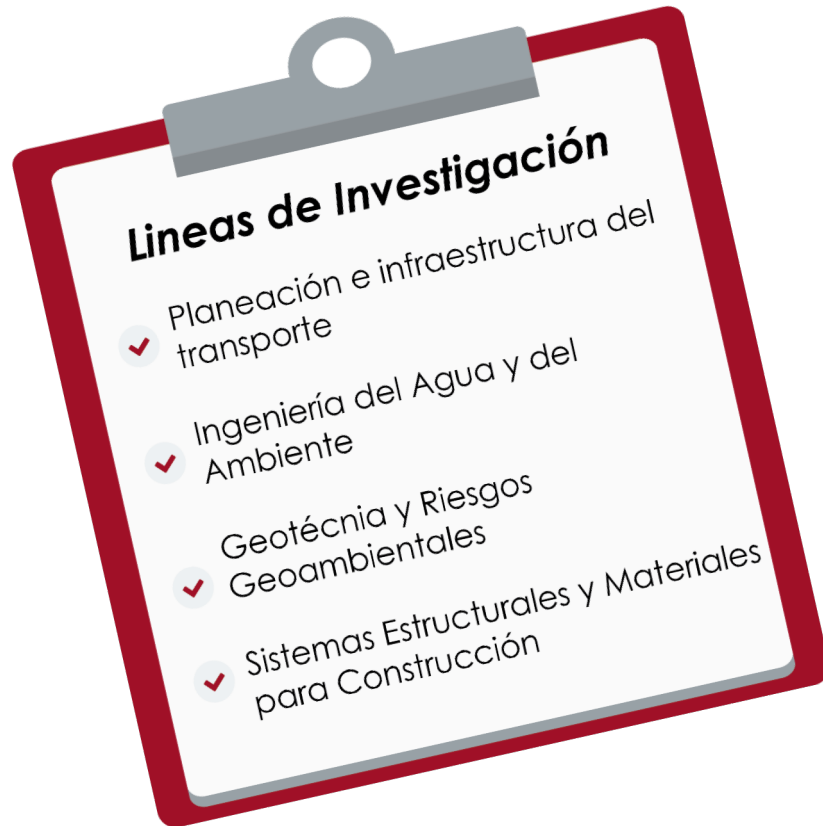 Lineas de Investigación
Planeación e infraestructura del
transporte
Ingeniería del Agua y del
Ambiente
Geotécnia y Riesgos
Geoambientales
Sistemas Estructurales y Materiales
para Construcción